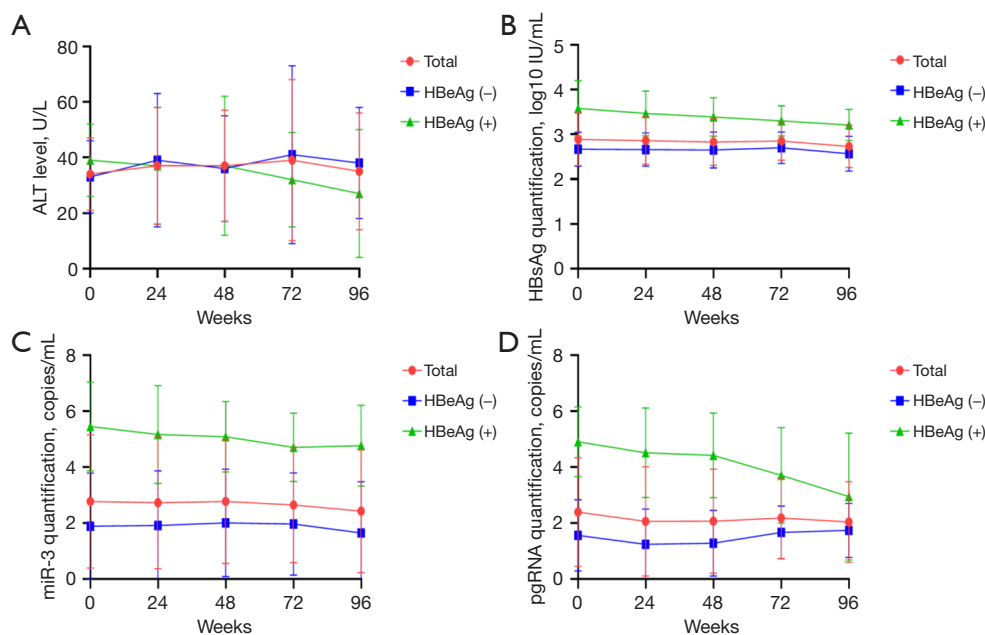 A
ALT level, U/L
80
60
40
20
0
0 24 48 72 96
Weeks
Total
HBeAg (−)
HBeAg (+)
B
HBsAg quantification, log10 IU/mL
5
4
3
2
1
0
0 24 48 72 96
Weeks
Total
HBeAg (−)
HBeAg (+)
C
miR-3 quantification, copies/mL
8
6
4
2
0
0 24 48 72 96
Weeks
Total
HBeAg (−)
HBeAg (+)
D
pgRNA quantification, copies/mL
8
6
4
2
0
0 24 48 72 96
Weeks
Total
HBeAg (−)
HBeAg (+)